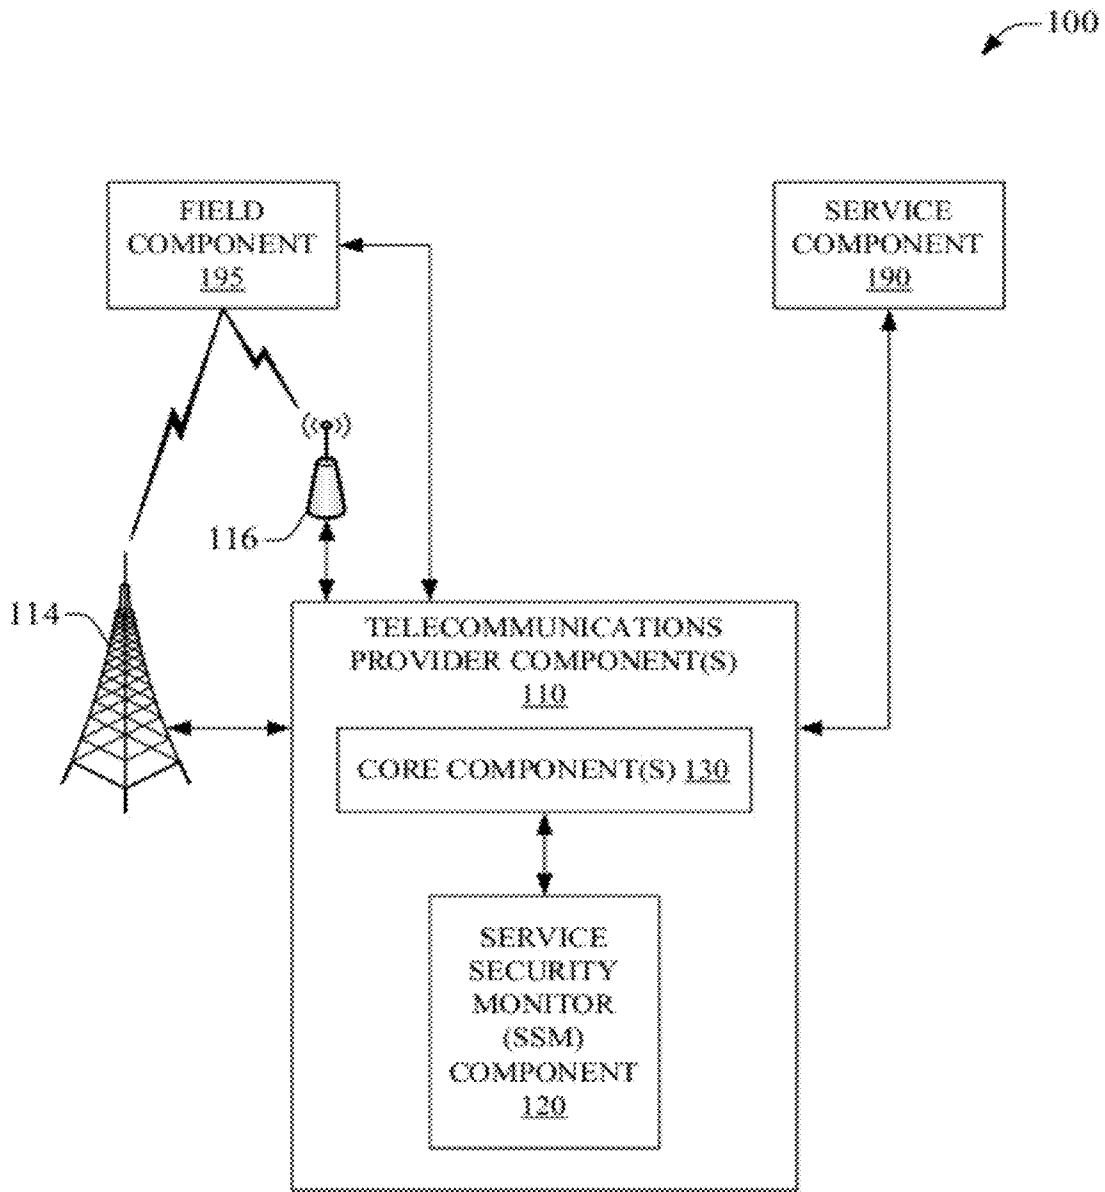 100
FIELD
COMPONENT
195
SERVICE
COMPONENT
190
116
114
TELECOMMUNICATIONS
PROVIDER COMPONENT(S)
110
CORE COMPONENT(S) 130
SERVICE
SECURITY
MONITOR
(SSM)
COMPONENT
120